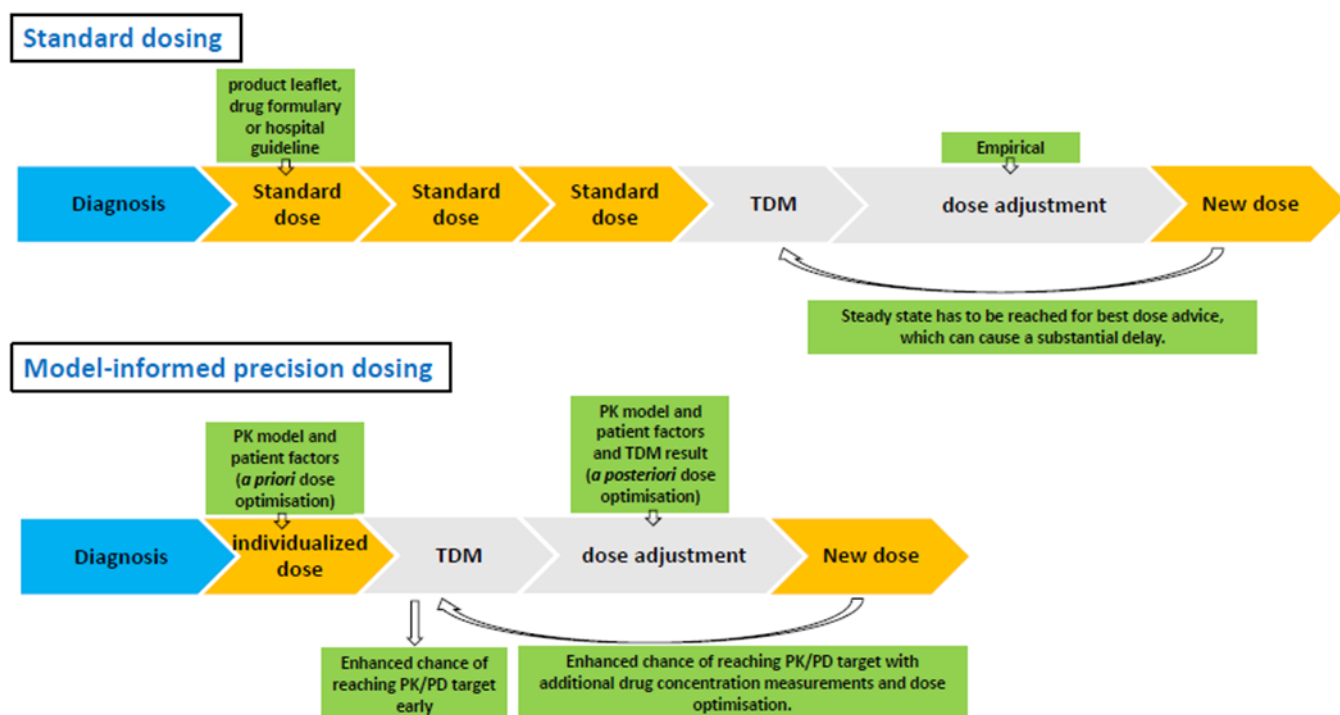 Standard dosing
product leaflet,
drug formulary
or hospital
guideline
Empirical
Diagnosis
Standard
dose
Standard
dose
Standard
dose
TDM
dose adjustment
New dose
Steady state has to be reached for best dose advice,
which can cause a substantial delay.
Model-informed precision dosing
PK model and
patient factors
(a priori dose
optimisation)
PK model and
patient factors
and TDM result
(a posteriori dose
optimisation)
Diagnosis
individualized
dose
TDM
dose adjustment
New dose
Enhanced chance of
reaching PK/PD target
early
Enhanced chance of reaching PK/PD target with
additional drug concentration measurements and dose
optimisation.